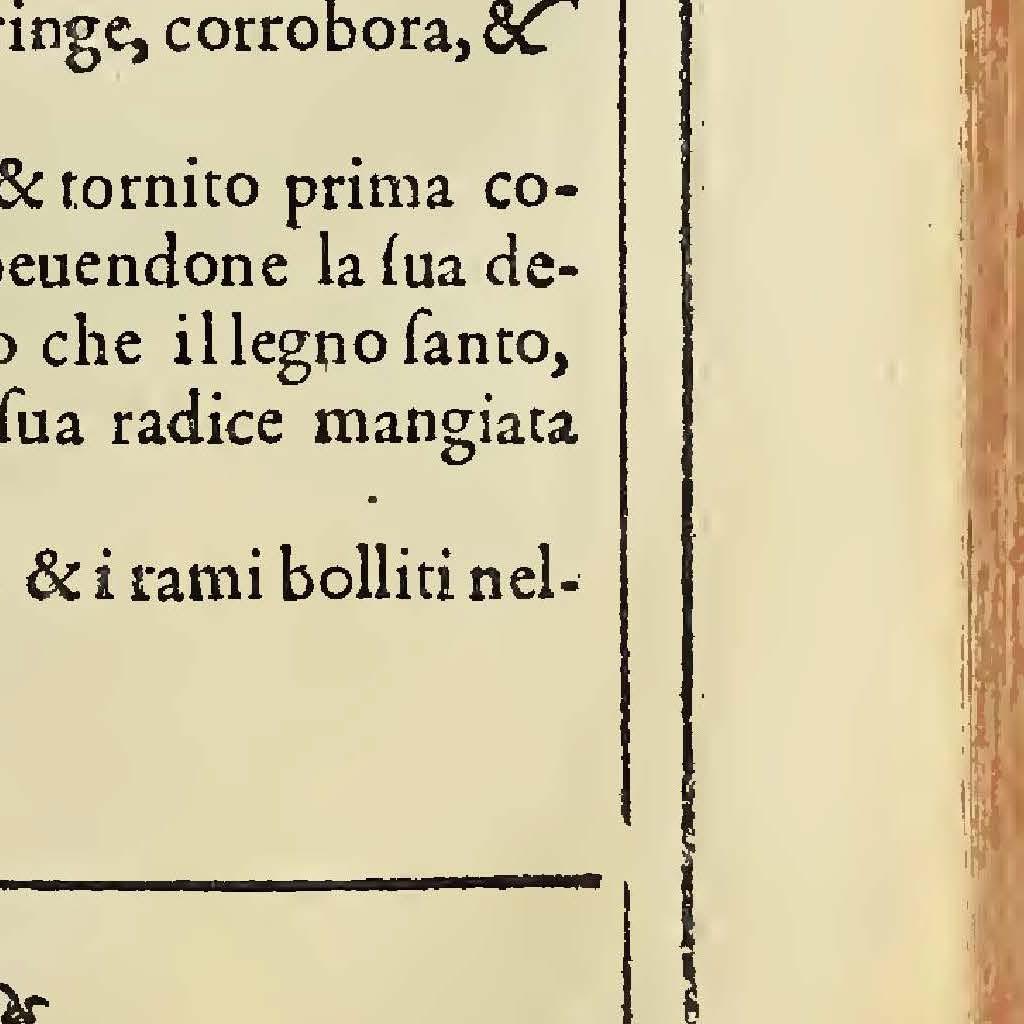 ringe, corrobora, &
& tornito prima co-
beuendone la ſua de-
o che il legno ſanto,
ſua radice mangiata
& i rami bolliti nel-